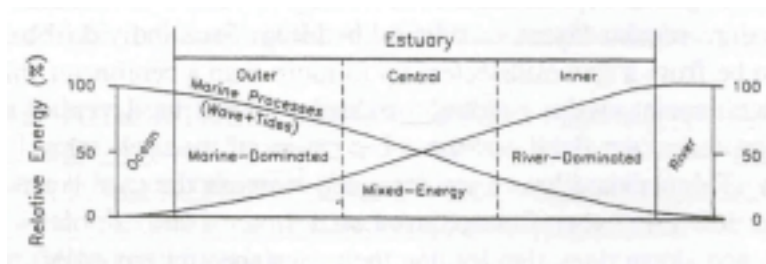 Estuary
Outer Central Inner
100 100
Marine Processes
(Wave+Tides)
Relative Energy (%)
Ocean
50 50
Marine-Dominated River-Dominated
River
Mixed-Energy
0 0